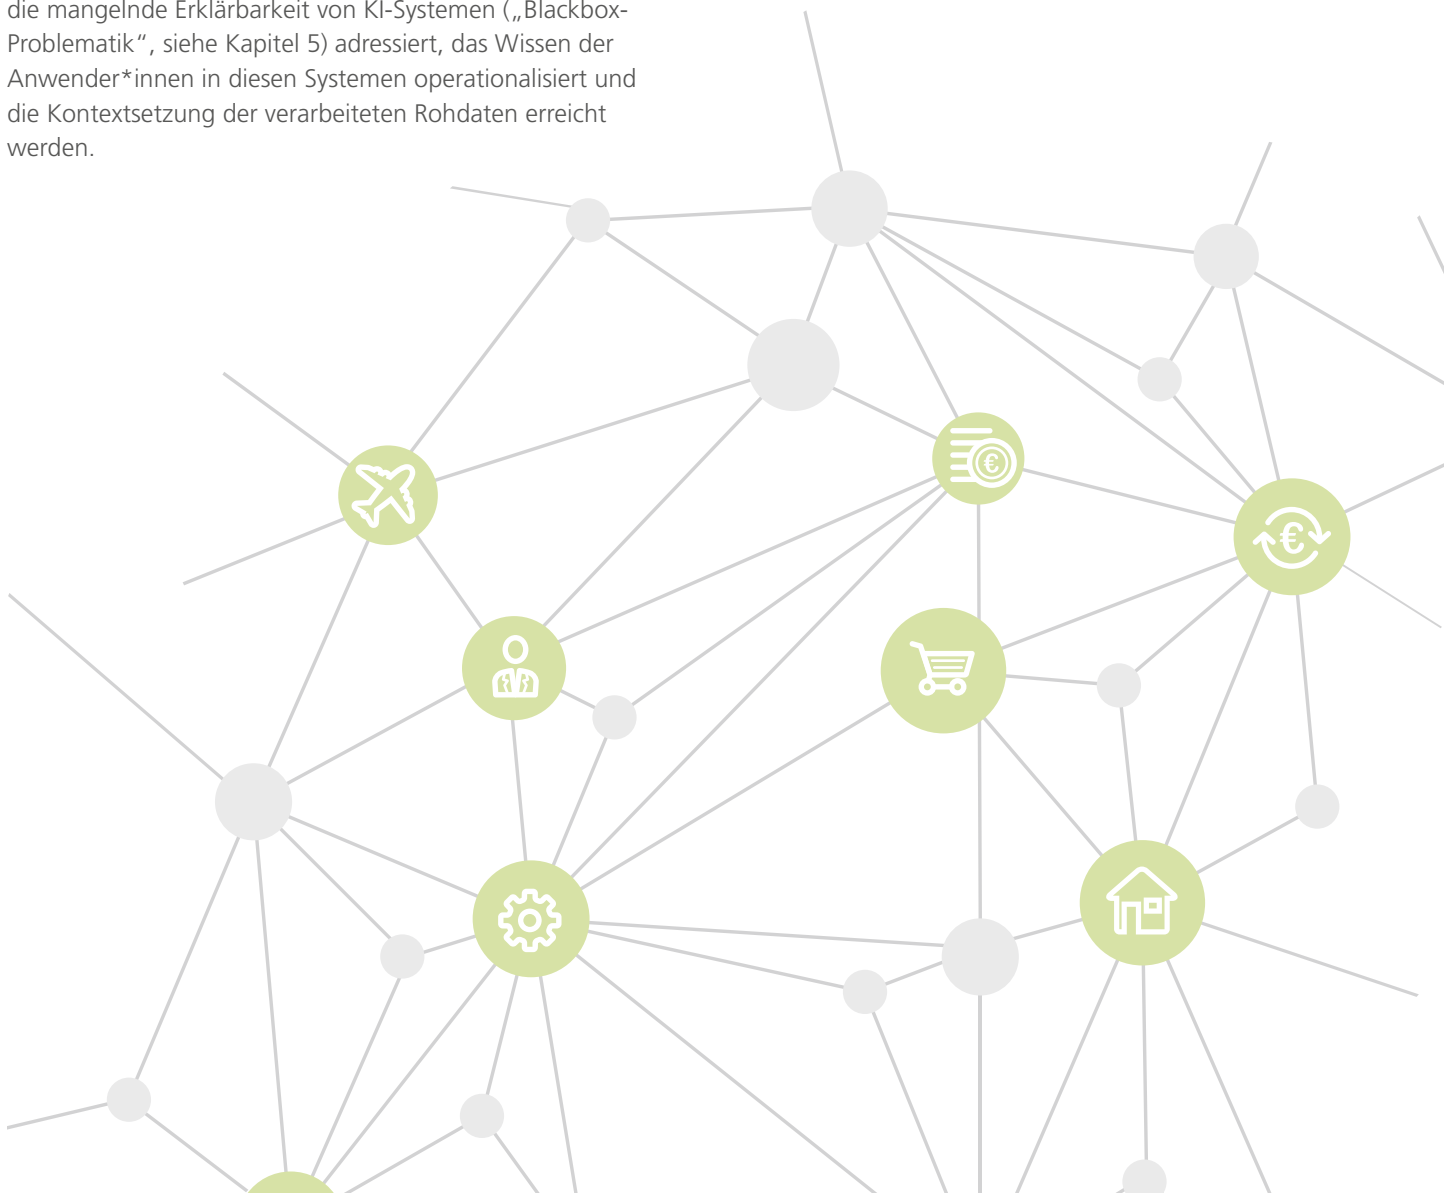 die mangelnde Erklärbarkeit von KI-Systemen („Blackbox-
Problematik“, siehe Kapitel 5) adressiert, das Wissen der
Anwender*innen in diesen Systemen operationalisiert und
die Kontextsetzung der verarbeiteten Rohdaten erreicht
werden.
€
€